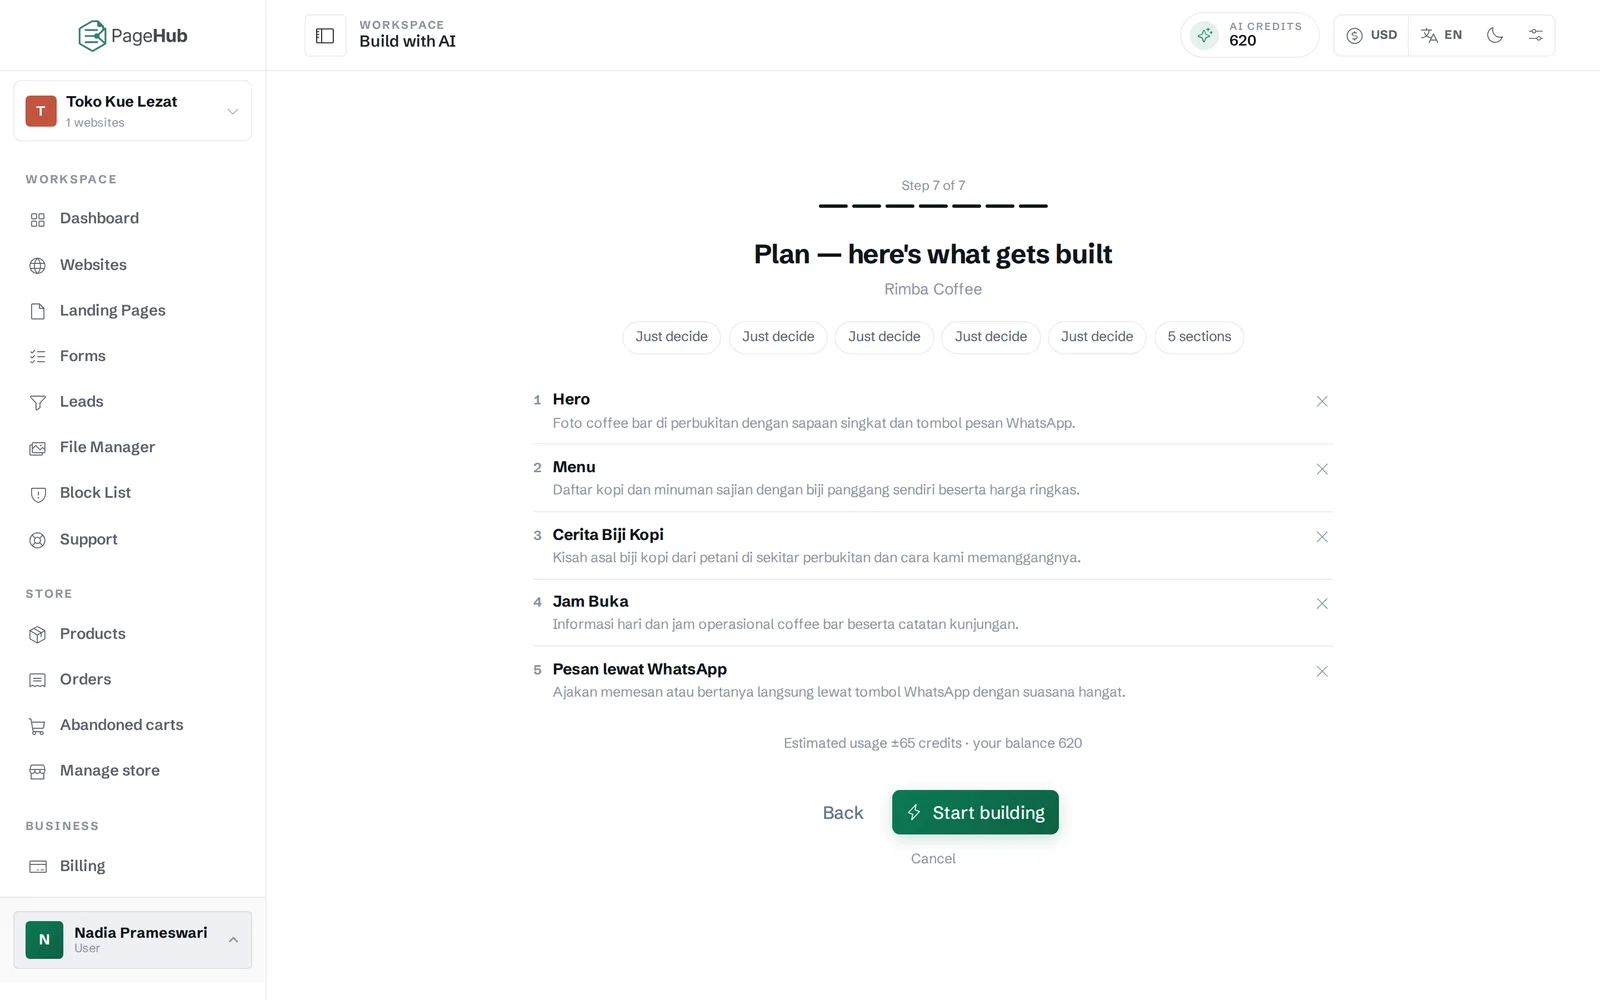 PageHub
WORKSPACE
Build with AI
AI CREDITS
620
USD
EN
T
Toko Kue Lezat
1 websites
WORKSPACE
Dashboard
Websites
Landing Pages
Forms
Leads
File Manager
Block List
Support
STORE
Products
Orders
Abandoned carts
Manage store
BUSINESS
Billing
N
Nadia Prameswari
User
Step 7 of 7
Plan — here's what gets built
Rimba Coffee
Just decide Just decide Just decide Just decide Just decide 5 sections
1 Hero
Foto coffee bar di perbukitan dengan sapaan singkat dan tombol pesan WhatsApp.
2 Menu
Daftar kopi dan minuman sajian dengan biji panggang sendiri beserta harga ringkas.
3 Cerita Biji Kopi
Kisah asal biji kopi dari petani di sekitar perbukitan dan cara kami memanggangnya.
4 Jam Buka
Informasi hari dan jam operasional coffee bar beserta catatan kunjungan.
5 Pesan lewat WhatsApp
Ajakan memesan atau bertanya langsung lewat tombol WhatsApp dengan suasana hangat.
Estimated usage ±65 credits · your balance 620
Back Start building
Cancel